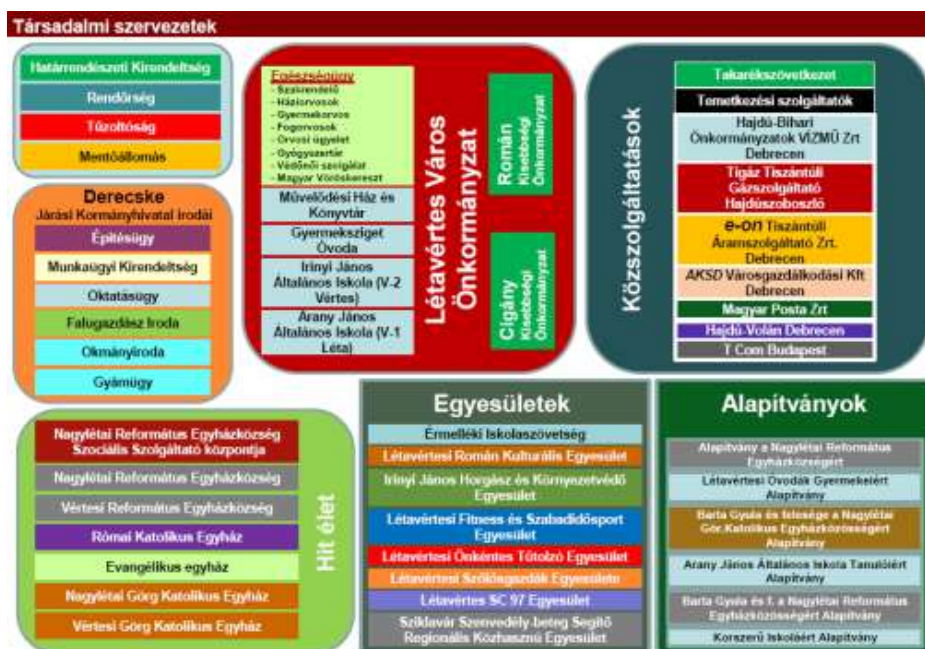 Társadalmi szervezetek
Határrendészeti Kirendeltség
Rendőrség
Tűzoltóság
Mentőállomás
Derecske
Járási Kormányhivatal irodái
Építésügy
Munkaügyi Kirendeltség
Oktatásügy
Falugazdász Iroda
Okmányiroda
Gyámügy
Egészségügy
- Szakrendelő
- Háziorvosok
- Gyermekorvos
- Fogorvosok
- Orvosi ügyelet
- Gyógyszertár
- Védőnői szolgálat
- Magyar Vöröskereszt
Művelődési Ház és
Könyvtár
Gyermeksziget
Óvoda
Irinyi János
Általános Iskola (V-2
Vértes)
Arany János
Általános Iskola (V-1
Léta)
Létavértes Város
Önkormányzat
Román
Kisebbségi
Önkormányzat
Cigány
Kisebbségi
Önkormányzat
Közszolgáltatások
Takarékszövetkezet
Temetkezési szolgáltatók
Hajdú-Bihari
Önkormányzatok VÍZMŰ Zrt
Debrecen
Tigáz Tiszántúli
Gázszolgáltató
Hajdúszoboszló
e-on Tiszántúli
Áramszolgáltató Zrt.
Debrecen
AKSD Városgazdálkodási Kft
Debrecen
Magyar Posta Zrt
Hajdú-Volán Debrecen
T Com Budapest
Nagylétai Református Egyházközség
Szociális Szolgáltató központja
Nagylétai Református Egyházközség
Vértesi Református Egyházközség
Római Katolikus Egyház
Evangélikus egyház
Nagylétai Görg Katolikus Egyház
Vértesi Görg Katolikus Egyház
Hit élet
Egyesületek
Érmelléki Iskolaszövetség
Létavértesi Román Kulturális Egyesület
Irinyi János Horgász és Környezetvédő
Egyesület
Létavértesi Fitness és Szabadidősport
Egyesület
Létavértesi Önkéntes Tűtolzó Egyesület
Létavértesi Szőlősgazdák Egyesülete
Létavértes SC 97 Egyesület
Sziklavár Szenvedély-beteg Segítő
Regionális Közhasznú Egyesület
Alapítványok
Alapítvány a Nagylétai Református
Egyházközségért
Létavértesi Óvodák Gyermekeiért
Alapítvány
Barta Gyula és felesége a Nagylétai
Gör.Katolikus Egyházközösségért
Alapítvány
Arany János Általános Iskola Tanulóiért
Alapítvány
Barta Gyula és f. a Nagylétai Református
Egyházközösségért Alapítvány
Korszerű Iskoláért Alapítvány